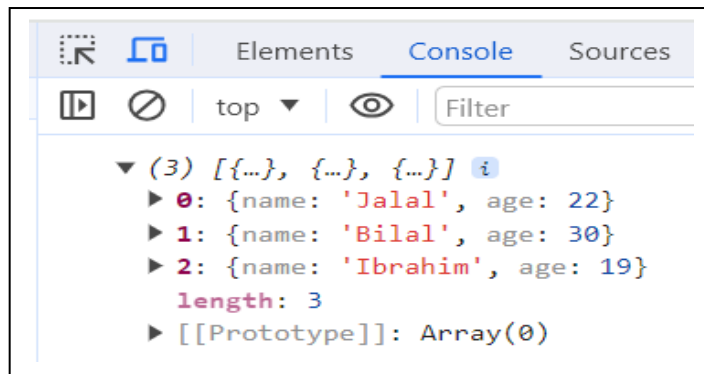 Elements Console Sources
top ▼ Filter
▼ (3) [{…}, {…}, {…}] i
▶ 0: {name: 'Jalal', age: 22}
▶ 1: {name: 'Bilal', age: 30}
▶ 2: {name: 'Ibrahim', age: 19}
length: 3
▶ [[Prototype]]: Array(0)